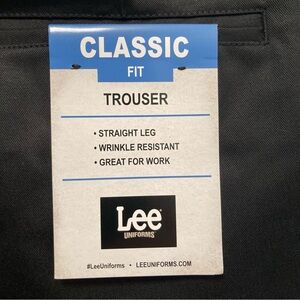 CLASSIC
FIT
TROUSER
• STRAIGHT LEG
• WRINKLE RESISTANT
• GREAT FOR WORK
Lee
UNIFORMS
#LeeUniforms • LEEUNIFORMS.COM